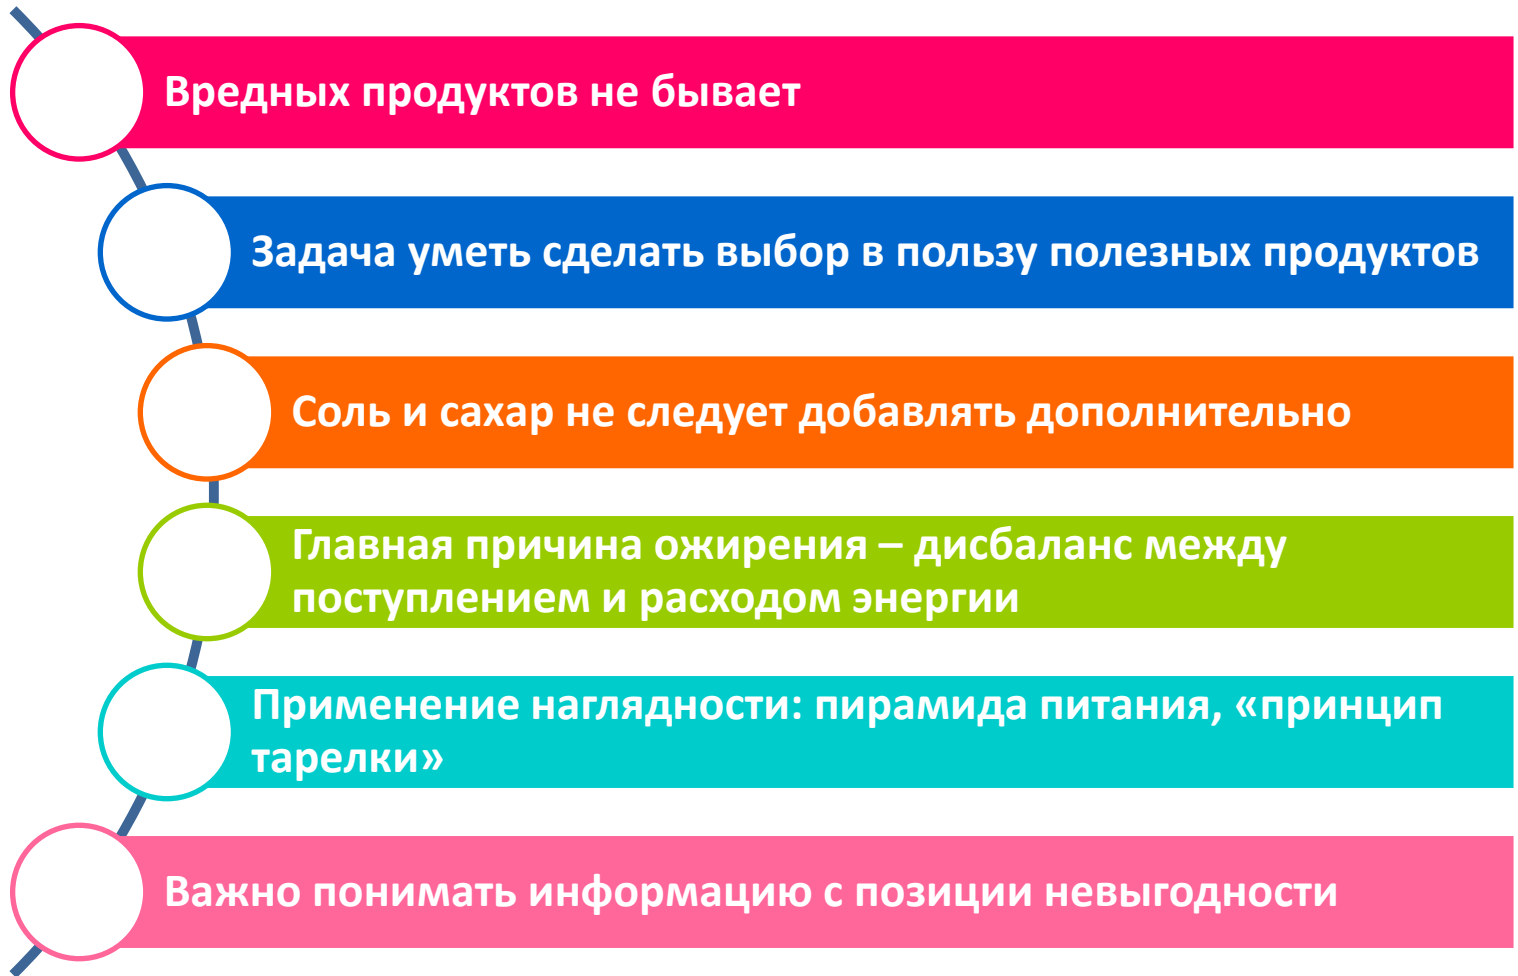 Вредных продуктов не бывает
Задача уметь сделать выбор в пользу полезных продуктов
Соль и сахар не следует добавлять дополнительно
Главная причина ожирения – дисбаланс между
поступлением и расходом энергии
Применение наглядности: пирамида питания, «принцип
тарелки»
Важно понимать информацию с позиции невыгодности